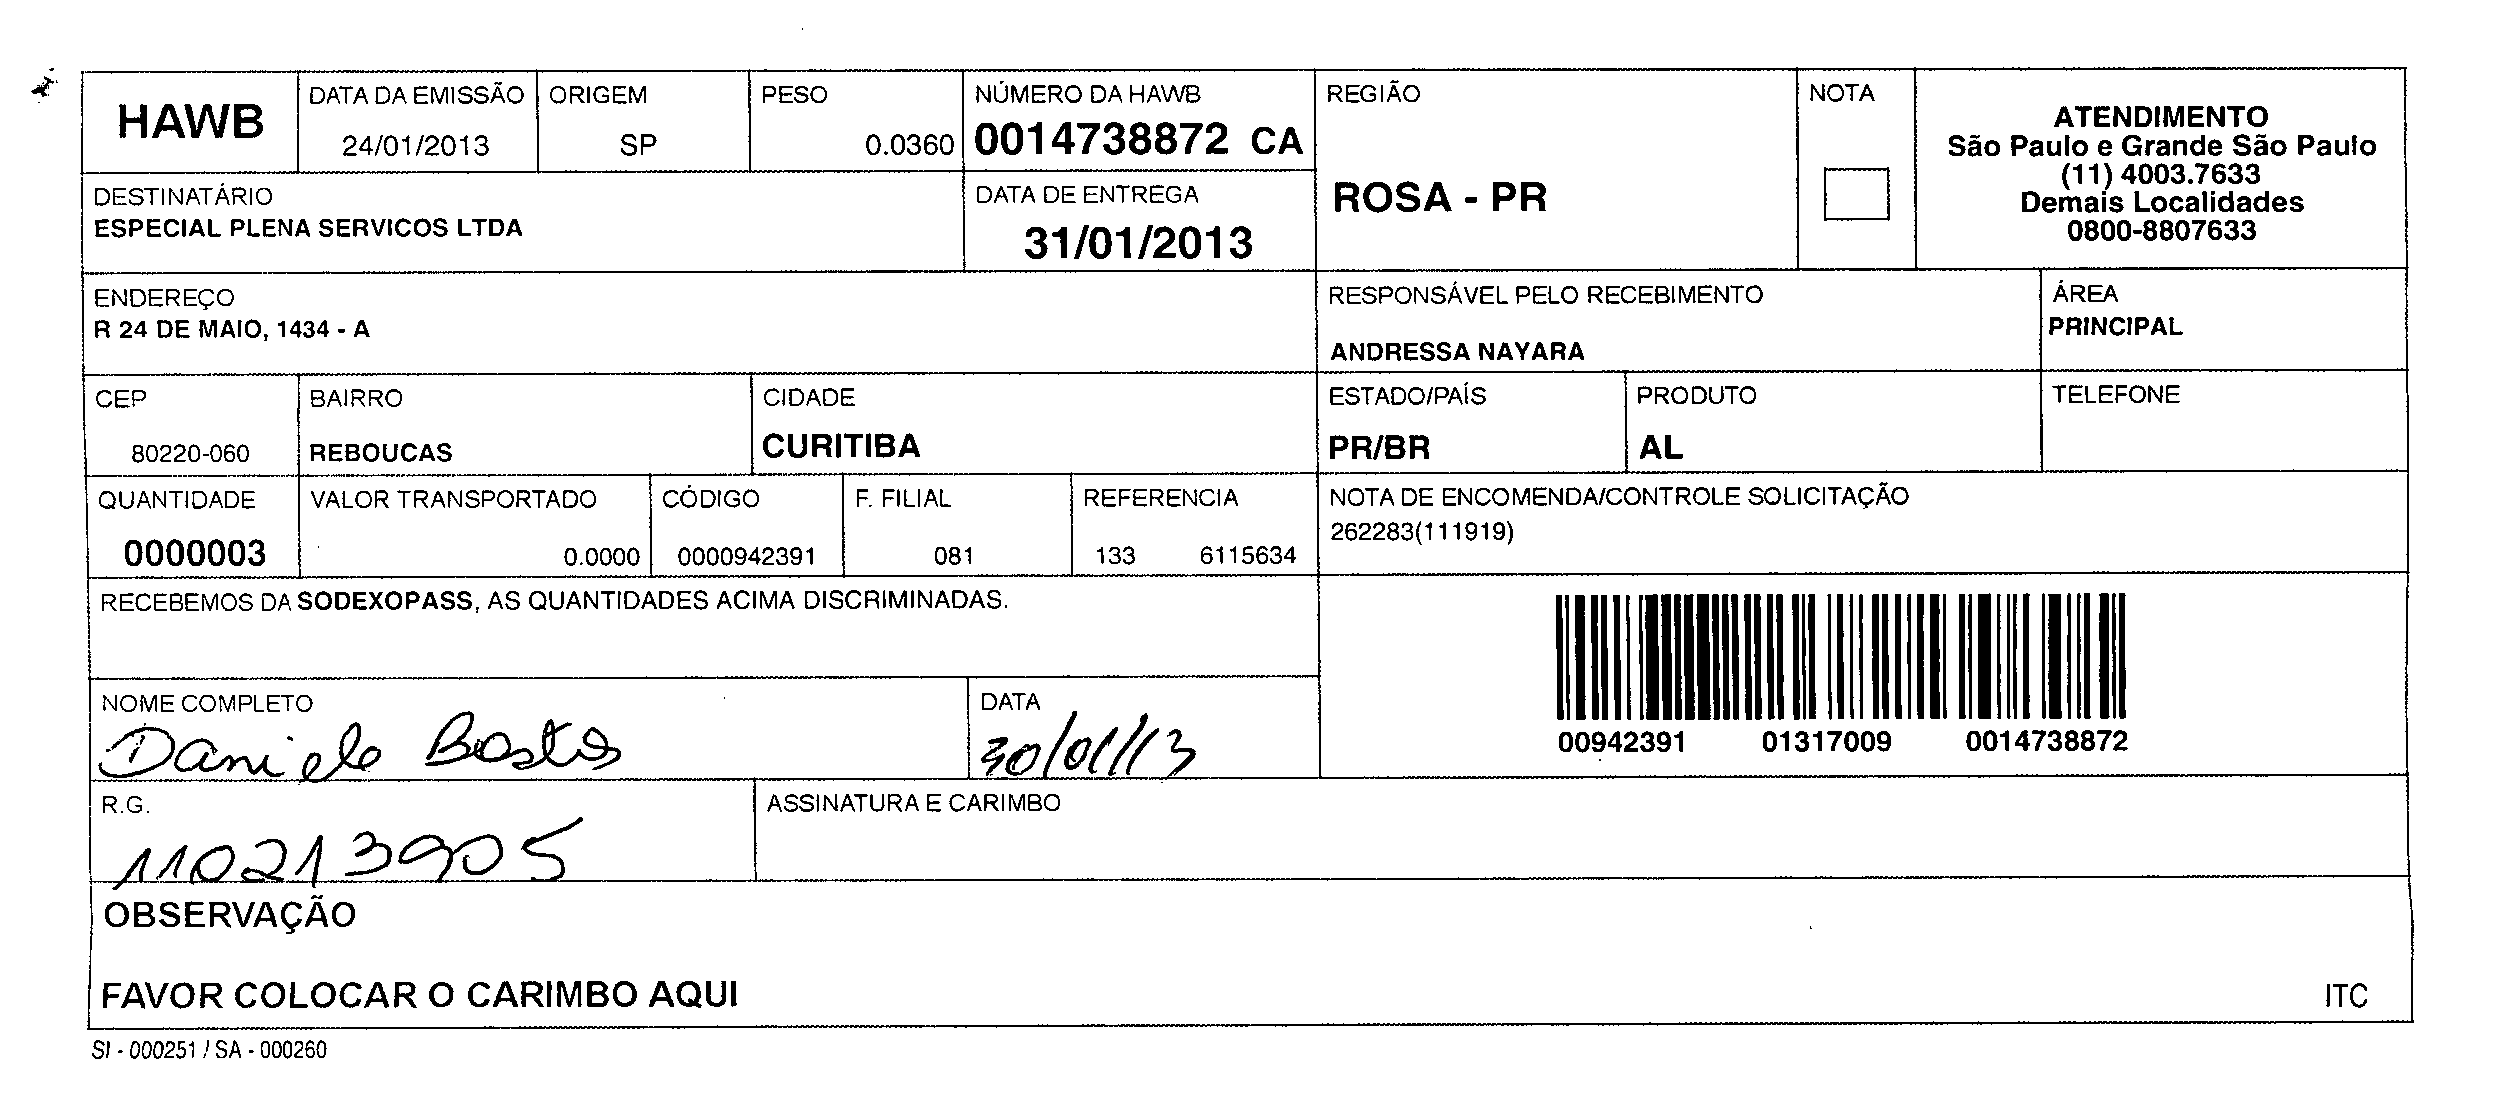 HAWB
DATA DA EMISSÃO
24/01/2013
ORIGEM
SP
PESO
0.0360
NÚMERO DA HAWB
0014738872 CA
REGIÃO
ROSA - PR
NOTA
ATENDIMENTO
São Paulo e Grande São Paulo
(11) 4003.7633
Demais Localidades
0800-8807633
DESTINATÁRIO
ESPECIAL PLENA SERVICOS LTDA
DATA DE ENTREGA
31/01/2013
ENDEREÇO
R 24 DE MAIO, 1434 - A
RESPONSÁVEL PELO RECEBIMENTO
ANDRESSA NAYARA
ÁREA
PRINCIPAL
CEP
80220-060
BAIRRO
REBOUCAS
CIDADE
CURITIBA
ESTADO/PAÍS
PR/BR
PRODUTO
AL
TELEFONE
QUANTIDADE
0000003
VALOR TRANSPORTADO
0.0000
CÓDIGO
0000942391
F. FILIAL
081
REFERENCIA
133 6115634
NOTA DE ENCOMENDA/CONTROLE SOLICITAÇÃO
262283(111919)
RECEBEMOS DA SODEXOPASS, AS QUANTIDADES ACIMA DISCRIMINADAS.
NOME COMPLETO
Daniele Bastos
DATA
30/01/13
00942391 01317009 0014738872
R.G.
110213905
ASSINATURA E CARIMBO
OBSERVAÇÃO
FAVOR COLOCAR O CARIMBO AQUI
ITC
SI - 000251 / SA - 000260